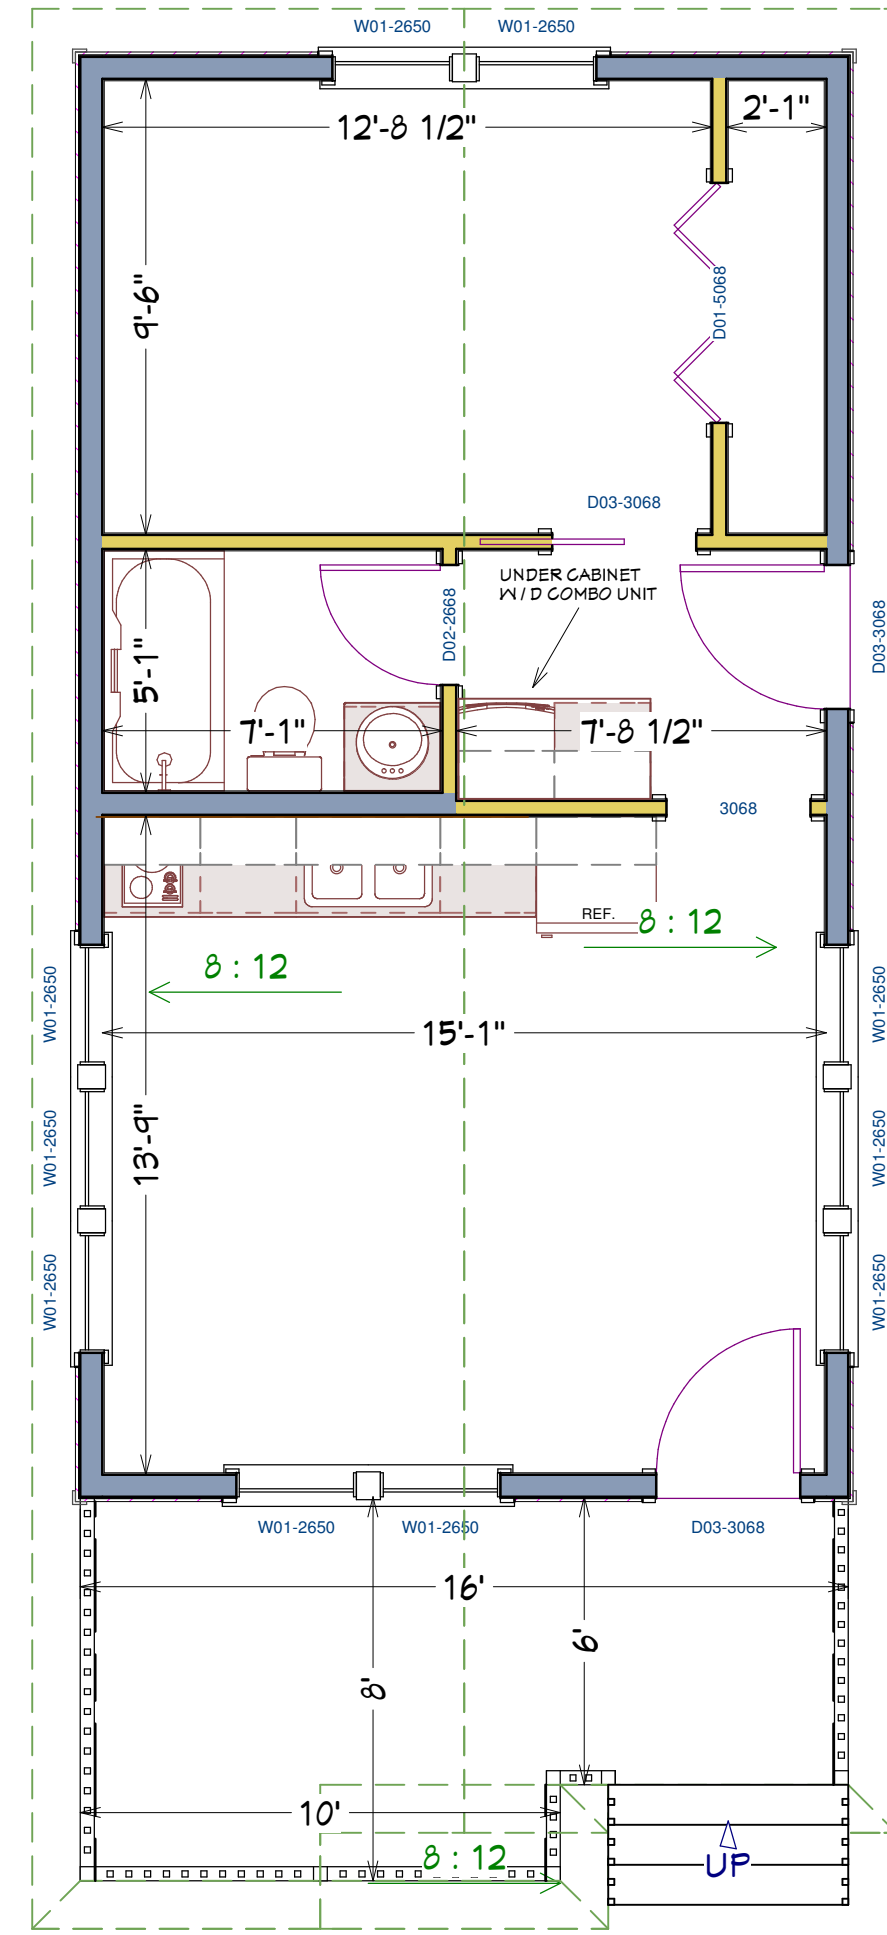 W01-2650 W01-2650
12'-8 1/2" 2'-1"
9'-6"
D01-5068
D03-3068
UNDER CABINET
W/D COMBO UNIT
D02-2668
D03-3068
5'-1"
7'-1" 7'-8 1/2"
3068
REF.
8 : 12
8 : 12
W01-2650 W01-2650
15'-1"
13'-9"
W01-2650 W01-2650
W01-2650 W01-2650
W01-2650 W01-2650 D03-3068
16'
6'
8'
10'
8 : 12
UP